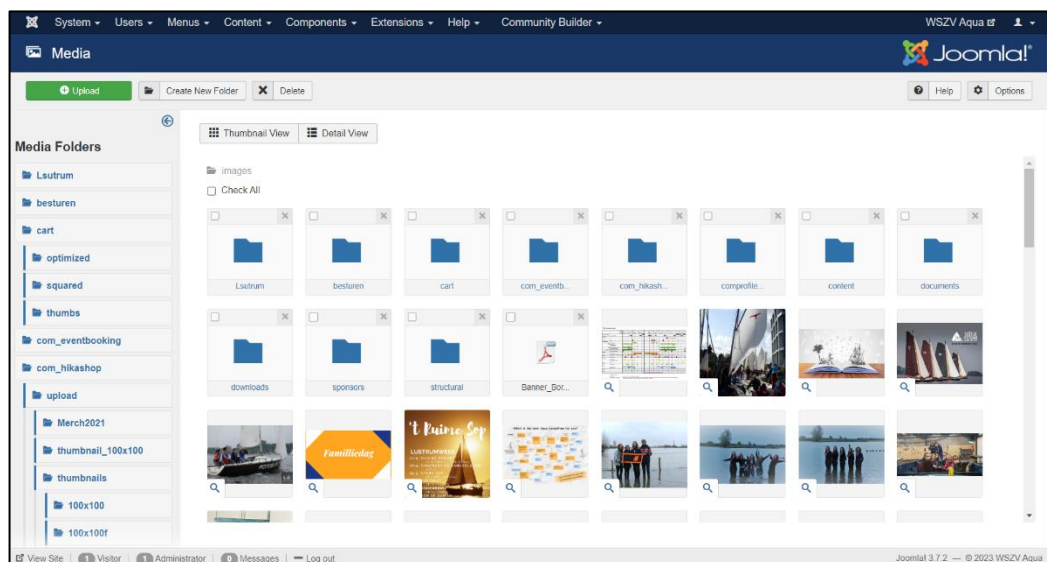 System Users Menus Content Components Extensions Help Community Builder WSZV Aqua
Media Joomla!®
Upload Create New Folder Delete Help Options
Thumbnail View Detail View
Media Folders
images
Lsutrum
Check All
besturen
cart
optimized
squared
Lsutrum besturen cart com_eventb... com_hikash... comprofile... content documents
thumbs
com_eventbooking
com_hikashop
downloads sponsors structural Banner_Bor...
upload
Merch2021
't Ruime Sop
LUSTRUMWEEK
thumbnail_100x100
Familiedag
thumbnails
100x100
100x100f
View Site 1 Visitor 1 Administrator 0 Messages Log out Joomla! 3.7.2 — © 2023 WSZV Aqua